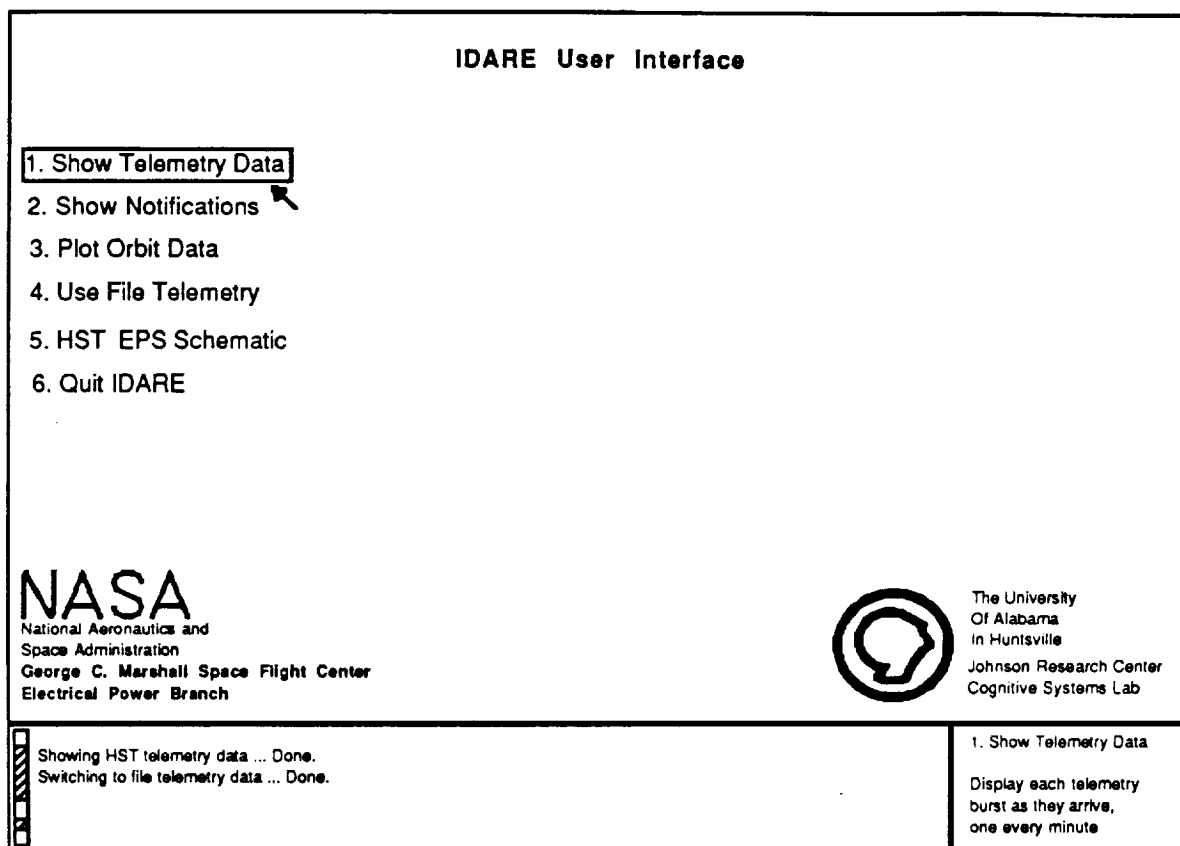 IDARE User Interface
1. Show Telemetry Data
2. Show Notifications
3. Plot Orbit Data
4. Use File Telemetry
5. HST EPS Schematic
6. Quit IDARE
NASA
National Aeronautics and
Space Administration
George C. Marshall Space Flight Center
Electrical Power Branch
The University
Of Alabama
in Huntsville
Johnson Research Center
Cognitive Systems Lab
Showing HST telemetry data ... Done.
Switching to file telemetry data ... Done.
1. Show Telemetry Data
Display each telemetry
burst as they arrive,
one every minute